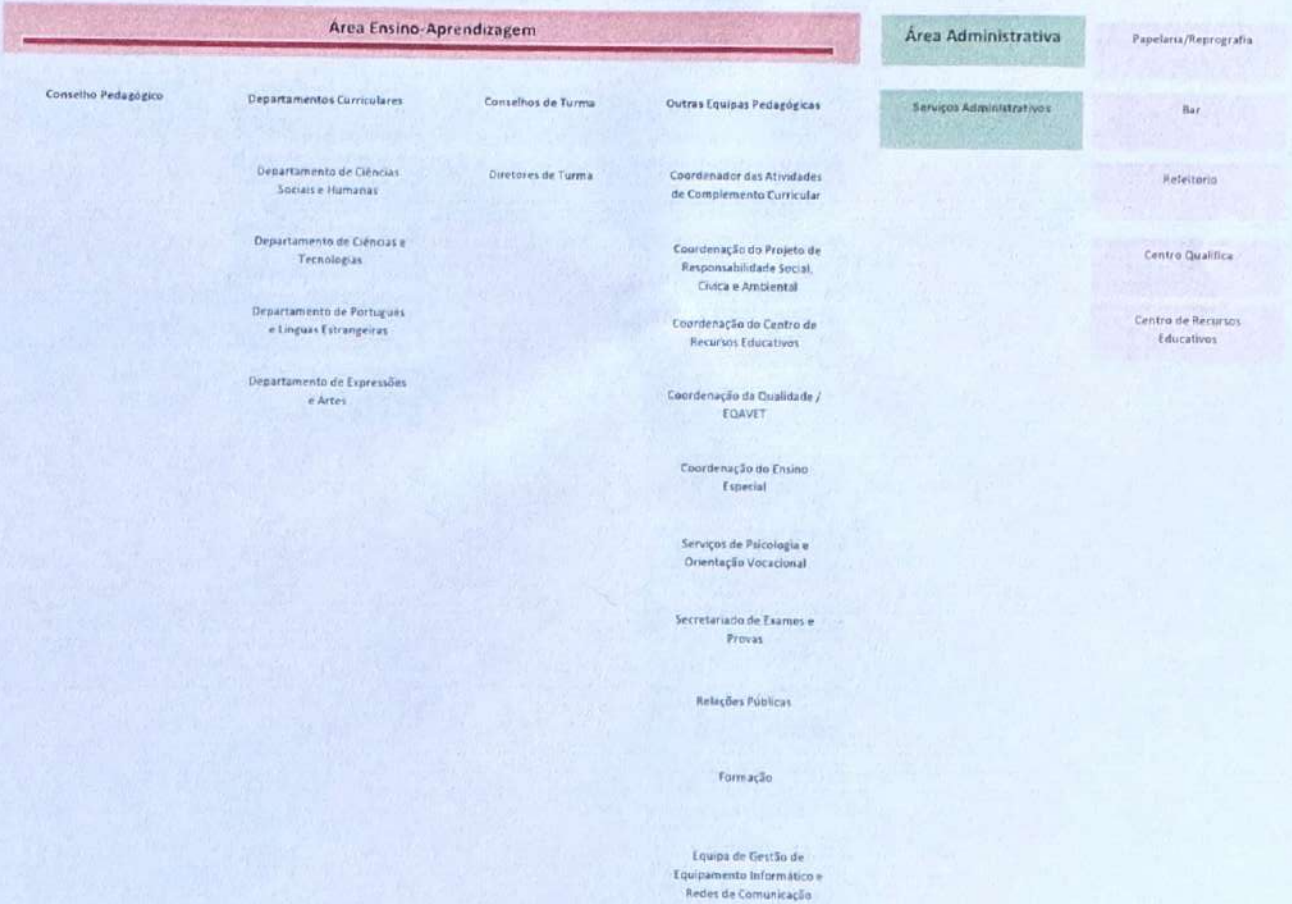 Área Ensino-Aprendizagem
Conselho Pedagógico
Departamentos Curriculares
Departamento de Ciências
Sociais e Humanas
Departamento de Ciências e
Tecnologias
Departamento de Português
e Línguas Estrangeiras
Departamento de Expressões
e Artes
Conselhos de Turma
Diretores de Turma
Outras Equipas Pedagógicas
Coordenador das Atividades
de Complemento Curricular
Coordenação do Projeto de
Responsabilidade Social,
Cívica e Ambiental
Coordenação do Centro de
Recursos Educativos
Coordenação da Qualidade /
EQAVET
Coordenação do Ensino
Especial
Serviços de Psicologia e
Orientação Vocacional
Secretariado de Exames e
Provas
Relações Públicas
Formação
Equipa de Gestão de
Equipamento Informático e
Redes de Comunicação
Área Administrativa
Serviços Administrativos
Papelaria/Reprografia
Bar
Refeitório
Centro Qualifica
Centro de Recursos
Educativos